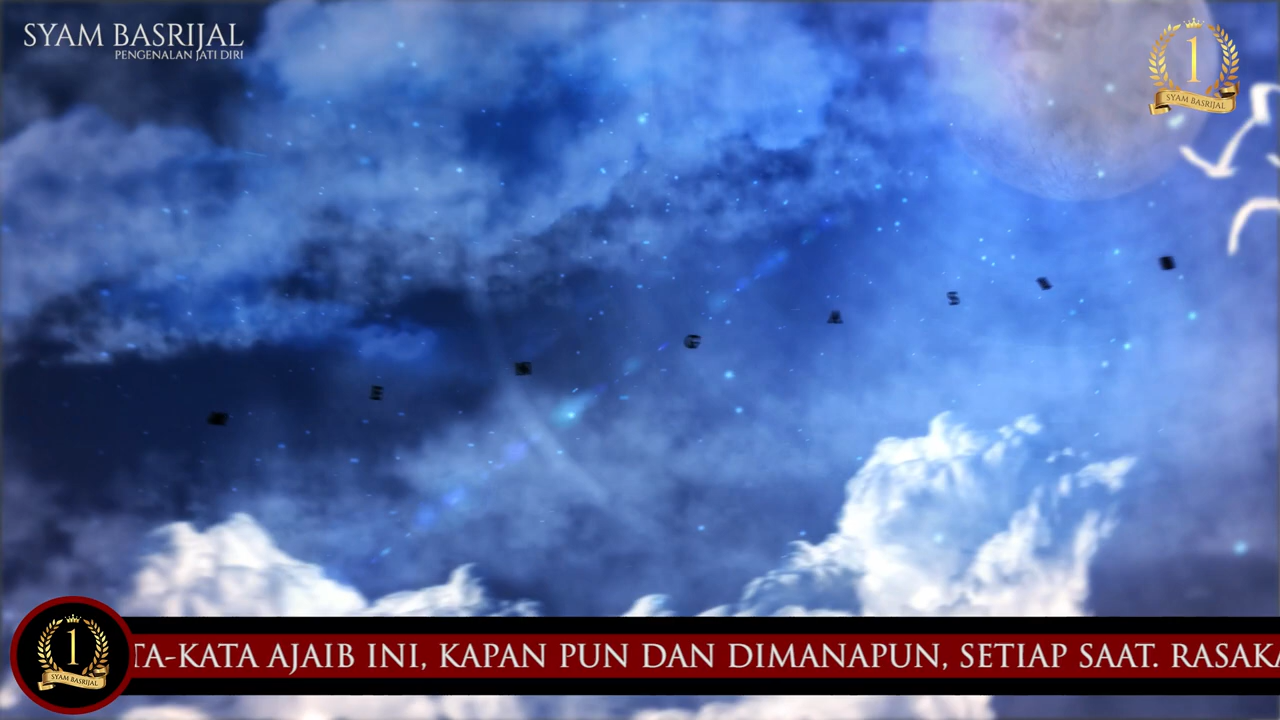 SYAM BASRIJAL
PENGENALAN JATI DIRI
1
SYAM BASRIJAL
1
SYAM BASRIJAL
TA-KATA AJAIB INI, KAPAN PUN DAN DIMANAPUN, SETIAP SAAT. RASAKA